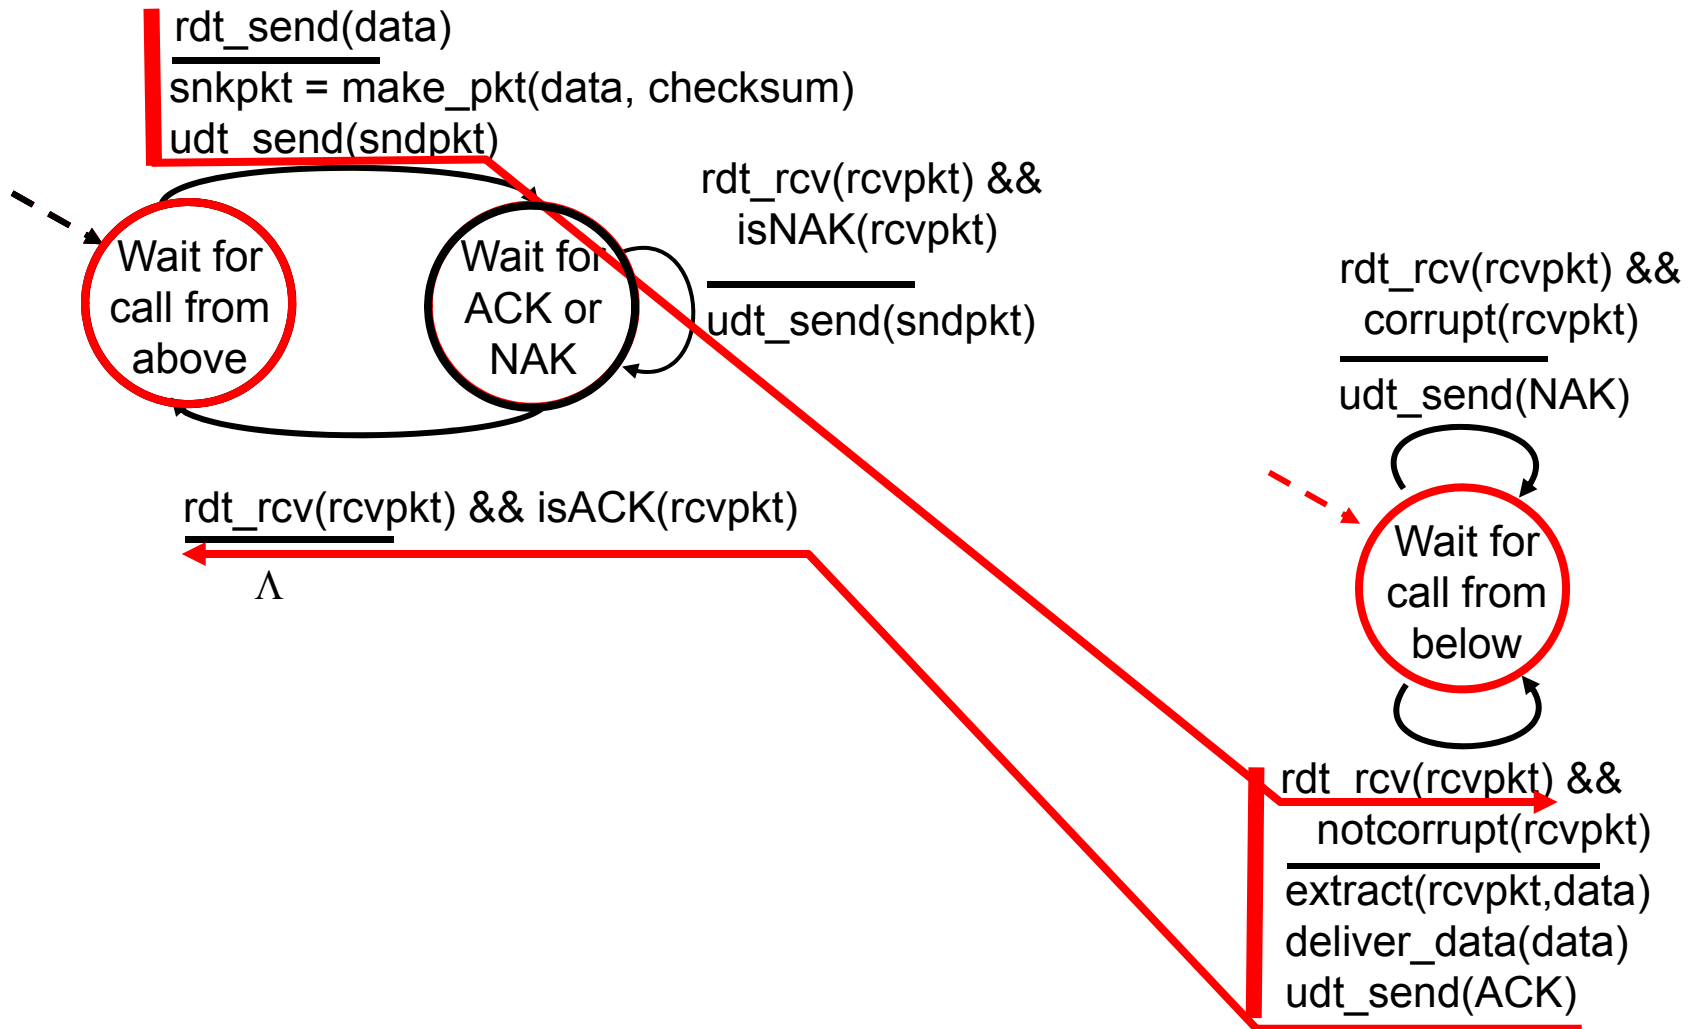 rdt_send(data)
snkpkt = make_pkt(data, checksum)
udt_send(sndpkt)
rdt_rcv(rcvpkt) &&
isNAK(rcvpkt)
udt_send(sndpkt)
Wait for
call from
above
Wait for
ACK or
NAK
rdt_rcv(rcvpkt) && isACK(rcvpkt)
Λ
rdt_rcv(rcvpkt) &&
corrupt(rcvpkt)
udt_send(NAK)
Wait for
call from
below
rdt_rcv(rcvpkt) &&
notcorrupt(rcvpkt)
extract(rcvpkt,data)
deliver_data(data)
udt_send(ACK)